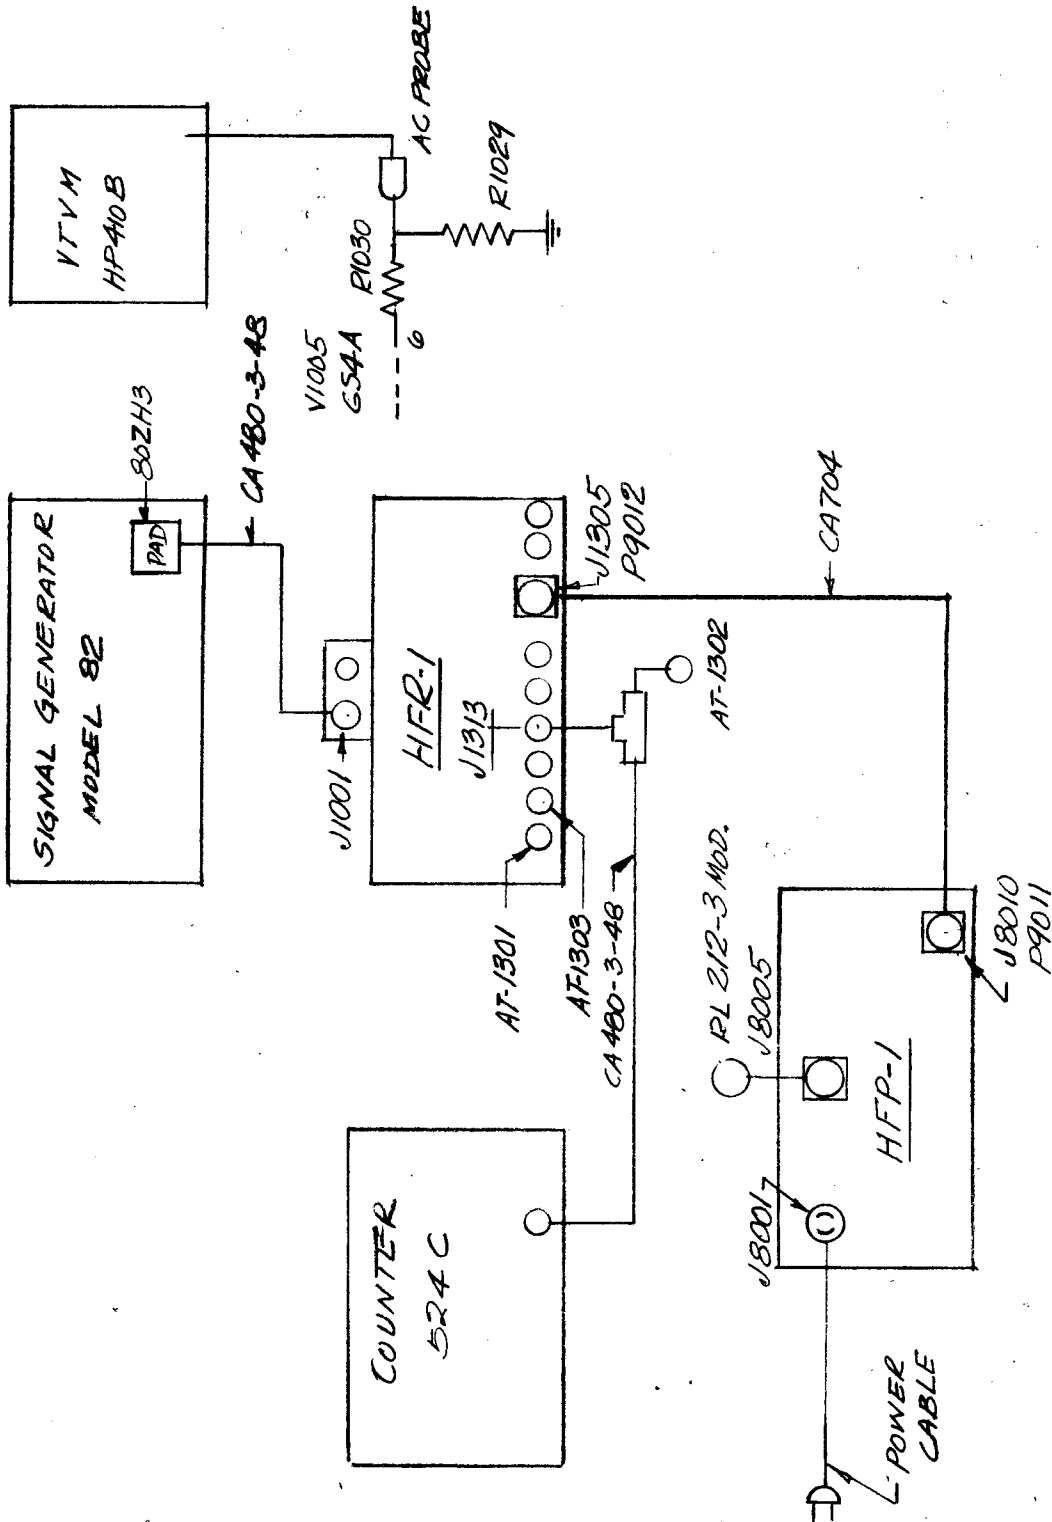 COUNTER
524 C
SIGNAL GENERATOR
MODEL 82
PAD
802H3
CA 480-3-48
VTVM
HP410B
AC PROBE
V1005
6S4A
6
R1030
R1029
J1001
HFR-1
J1313
AT-1301
AT-1303
CA 480-3-48
AT-1302
J1305
P9012
CA704
RL 212-3 MOD.
J8005
J8001
HFP-1
J8010
P9011
POWER
CABLE